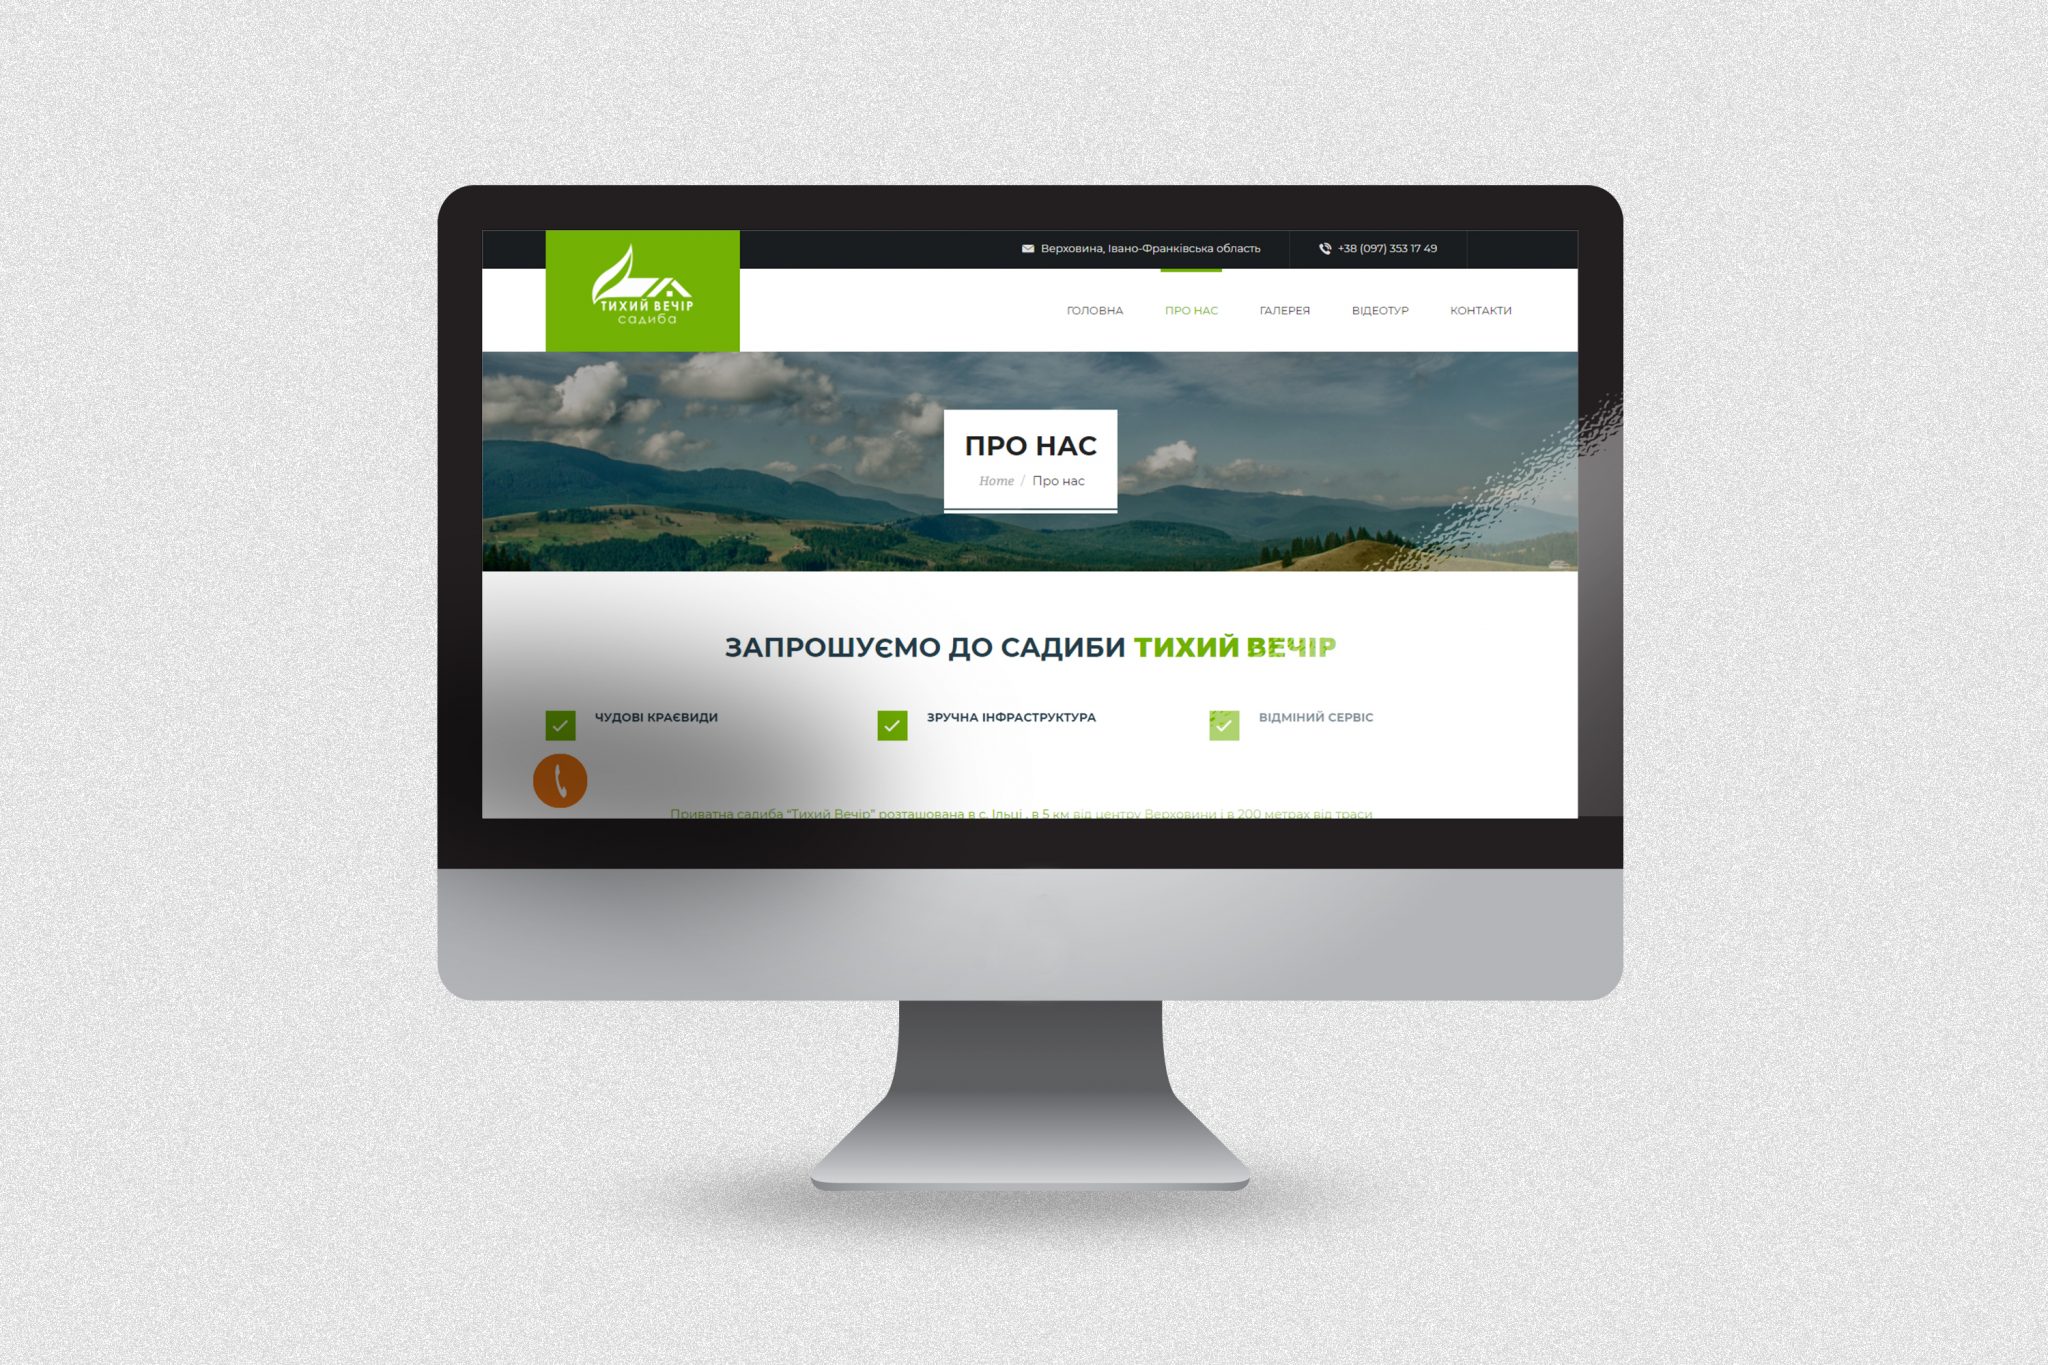 Верховина, Івано-Франківська область
+38 (097) 353 17 49
ТИХИЙ ВЕЧІР
садиба
ГОЛОВНА
ПРО НАС
ГАЛЕРЕЯ
ВІДЕОТУР
КОНТАКТИ
ПРО НАС
Home / Про нас
ЗАПРОШУЄМО ДО САДИБИ ТИХИЙ ВЕЧІР
ЧУДОВІ КРАЄВИДИ
ЗРУЧНА ІНФРАСТРУКТУРА
ВІДМІНИЙ СЕРВІС
Приватна садиба “Тихий Вечір” розташована в с. Ільці , в 5 км від центру Верховини і в 200 метрах від траси